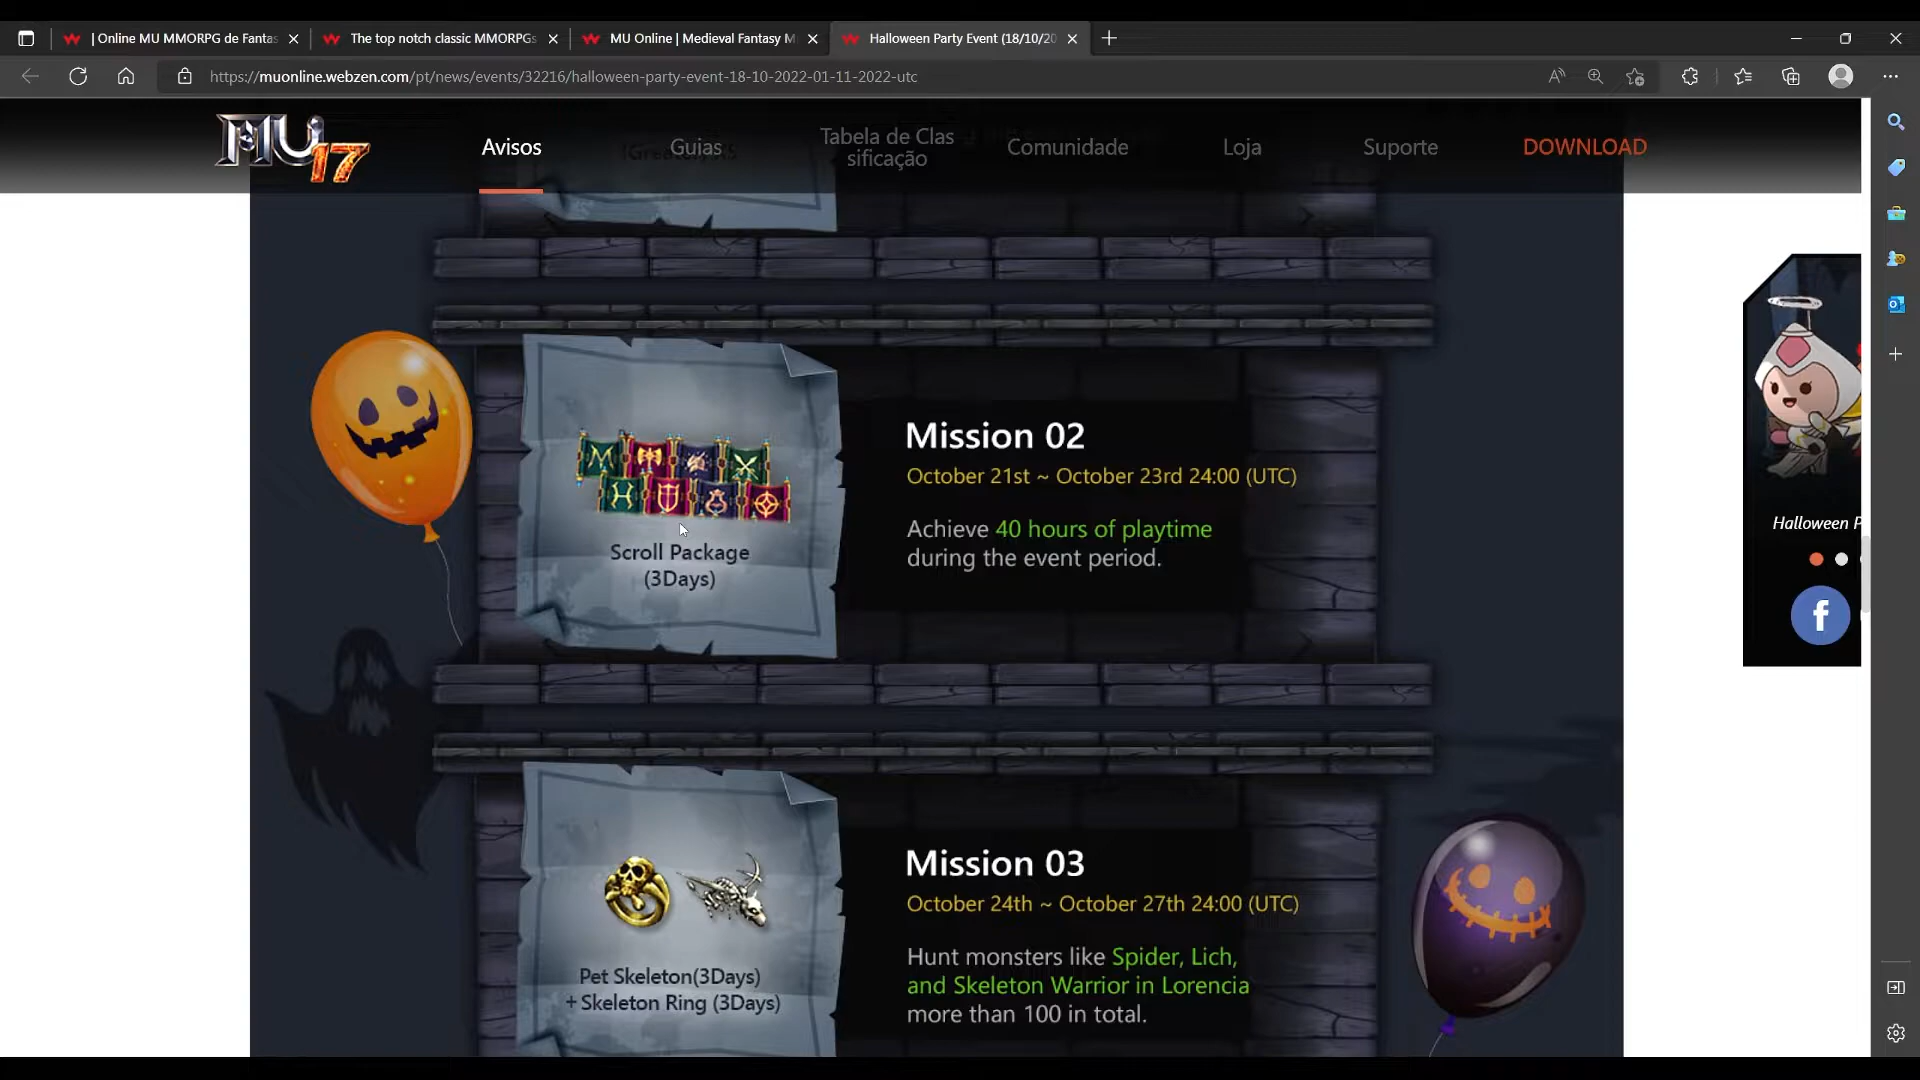 | Online MU MMORPG de Fantas
The top notch classic MMORPGs
MU Online | Medieval Fantasy M
Halloween Party Event (18/10/20
https://muonline.webzen.com/pt/news/events/32216/halloween-party-event-18-10-2022-01-11-2022-utc
MU 17
Avisos
Guias
Tabela de Clas
sificação
Comunidade
Loja
Suporte
DOWNLOAD
Mission 02
October 21st ~ October 23rd 24:00 (UTC)
Achieve 40 hours of playtime
during the event period.
Scroll Package
(3Days)
Halloween P
f
Mission 03
October 24th ~ October 27th 24:00 (UTC)
Hunt monsters like Spider, Lich,
and Skeleton Warrior in Lorencia
more than 100 in total.
Pet Skeleton(3Days)
+ Skeleton Ring (3Days)